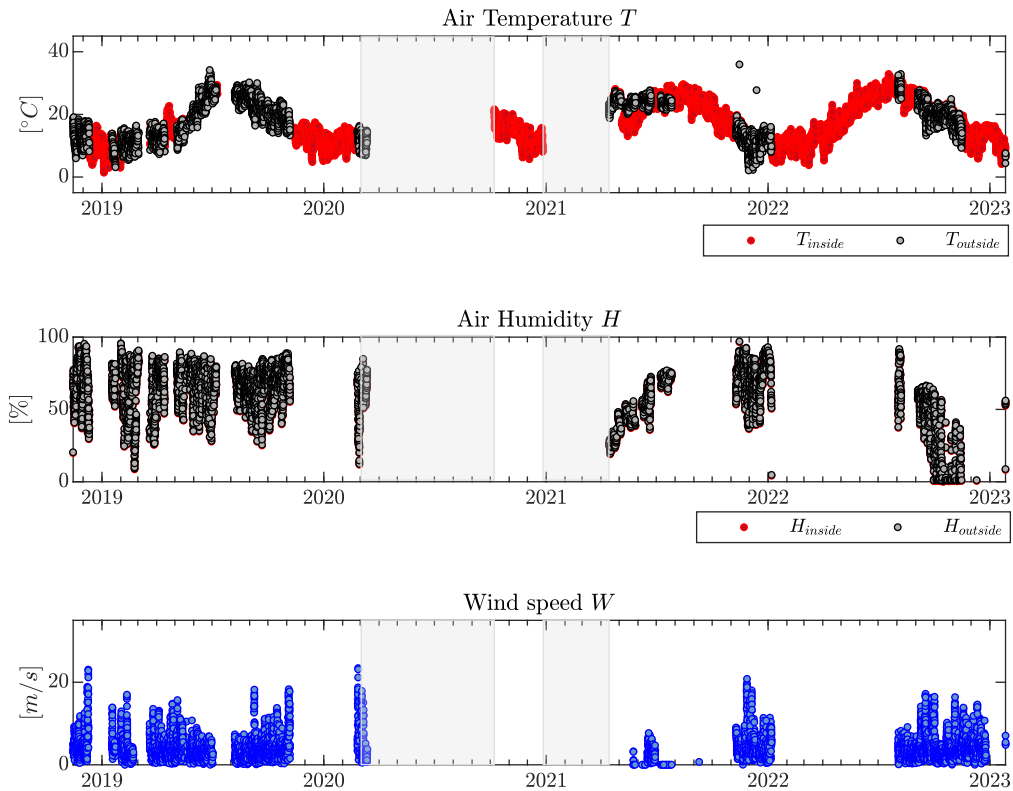 Air Temperature T
[°C]
40
20
0
2019 2020 2021 2022 2023
T_inside T_outside
Air Humidity H
[%]
100
50
0
2019 2020 2021 2022 2023
H_inside H_outside
Wind speed W
[m/s]
20
0
2019 2020 2021 2022 2023